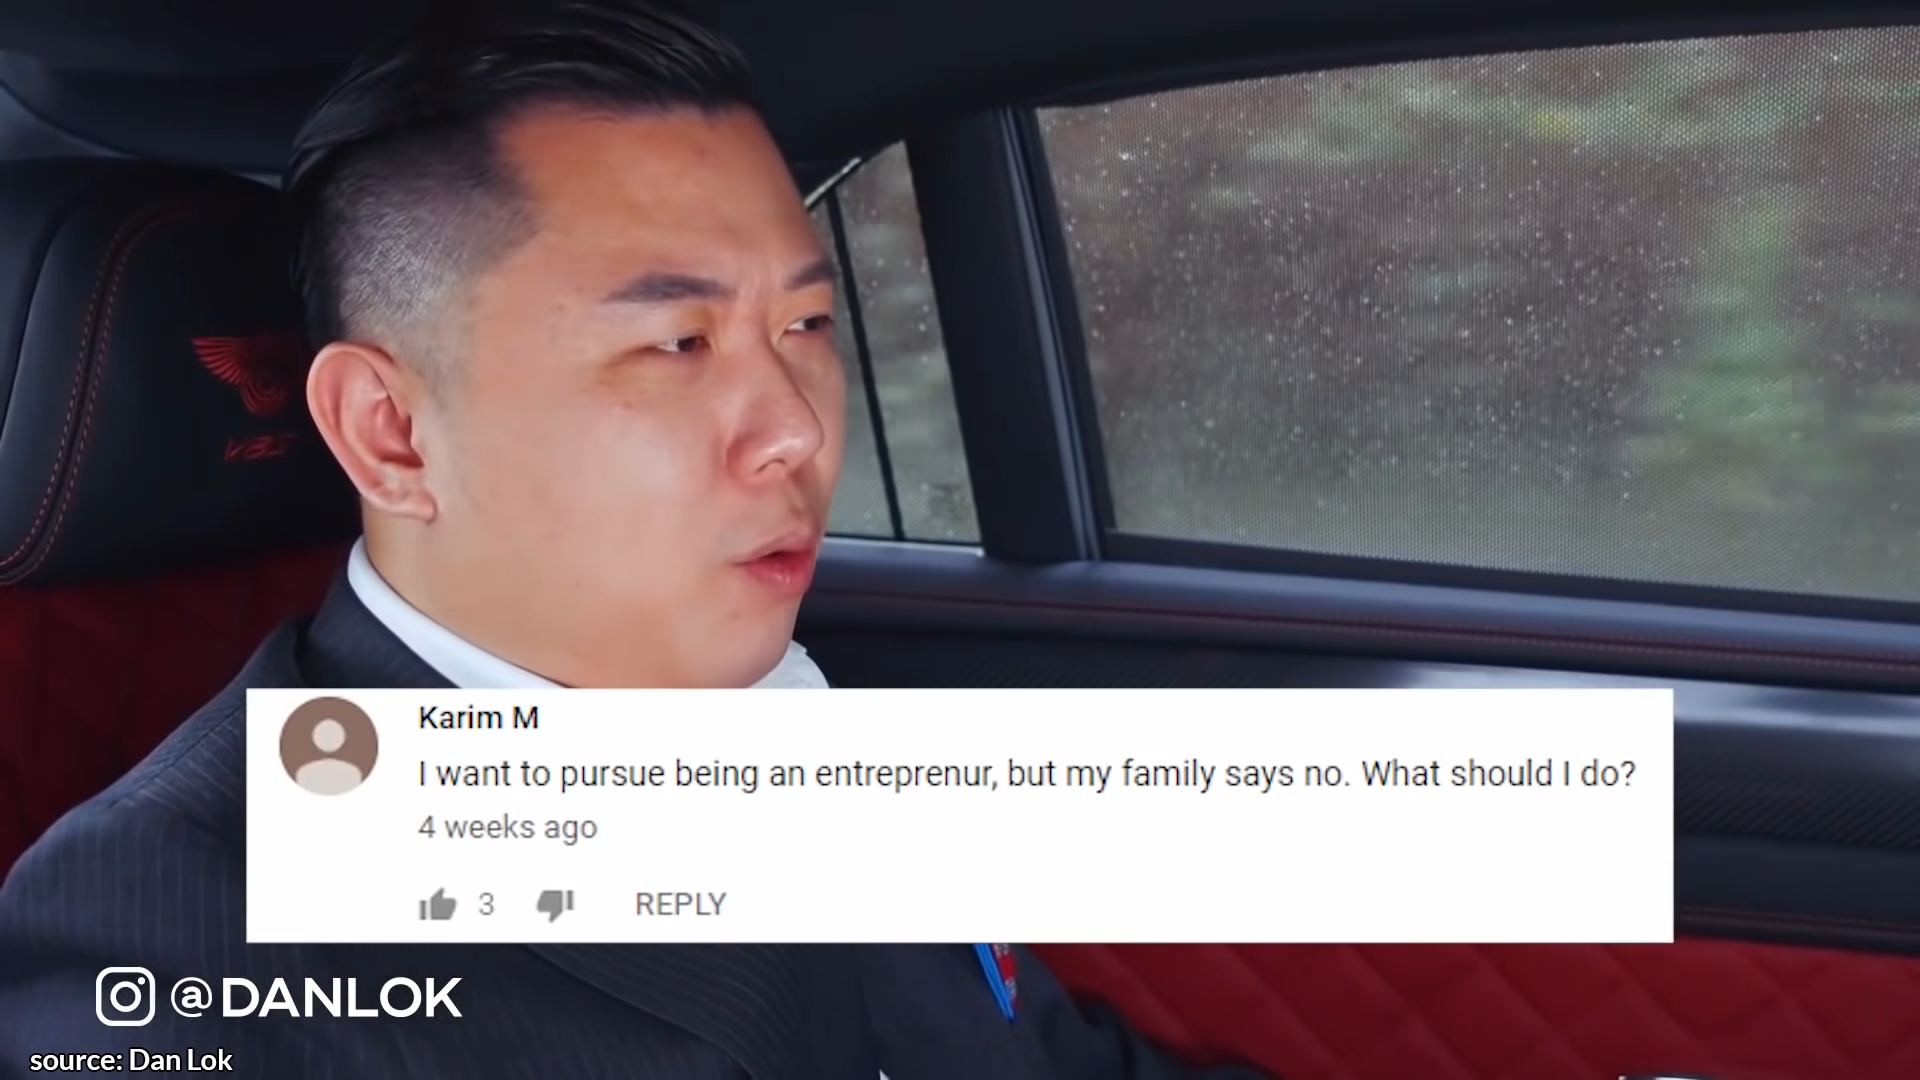 Karim M
I want to pursue being an entreprenur, but my family says no. What should I do?
4 weeks ago
3
REPLY
@DANLOK
source: Dan Lok